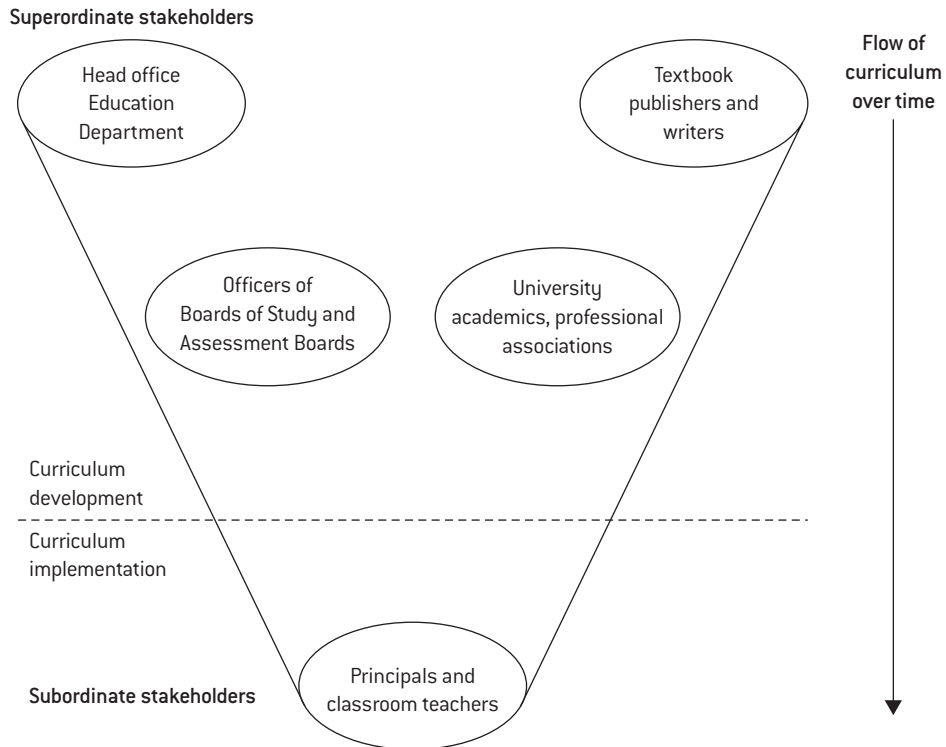 Superordinate stakeholders
Head office
Education
Department
Textbook
publishers and
writers
Flow of
curriculum
over time
Officers of
Boards of Study and
Assessment Boards
University
academics, professional
associations
Curriculum
development
Curriculum
implementation
Subordinate stakeholders
Principals and
classroom teachers